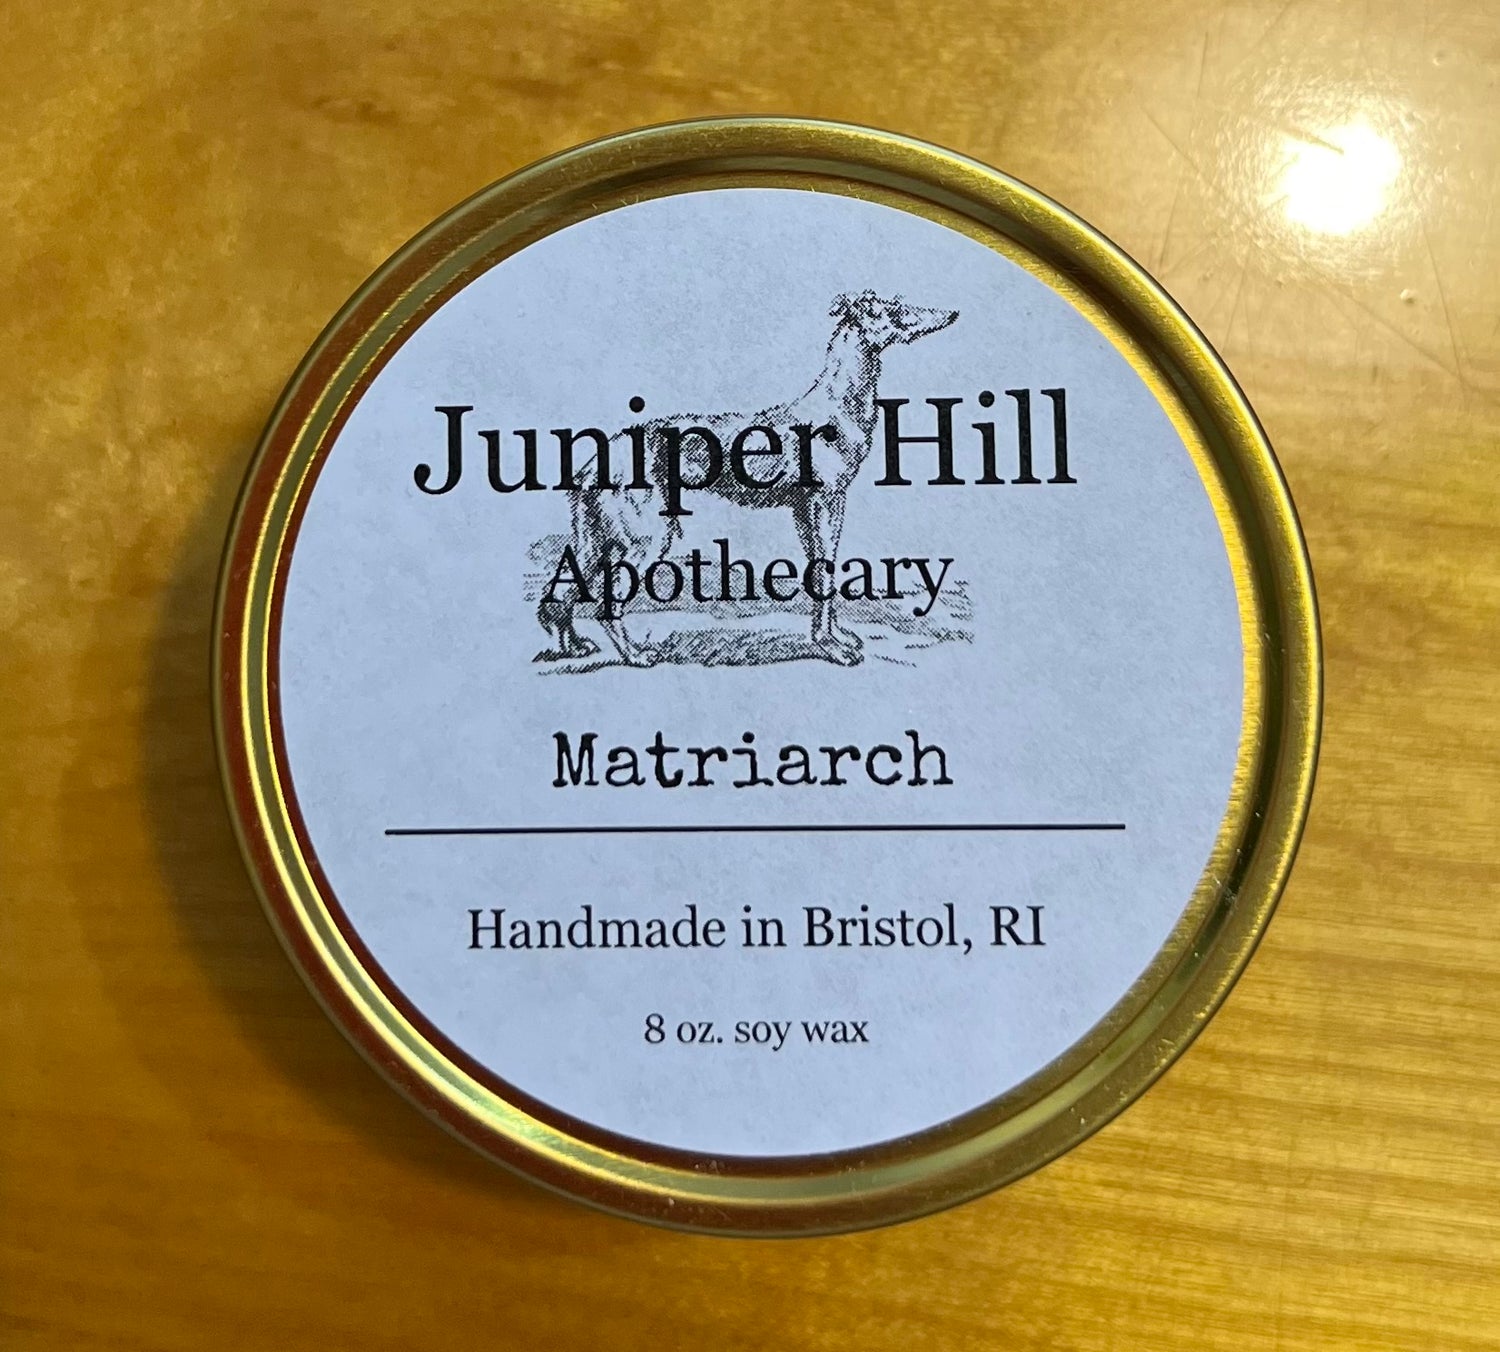 Juniper Hill
Apothecary
Matriarch
Handmade in Bristol, RI
8 oz. soy wax